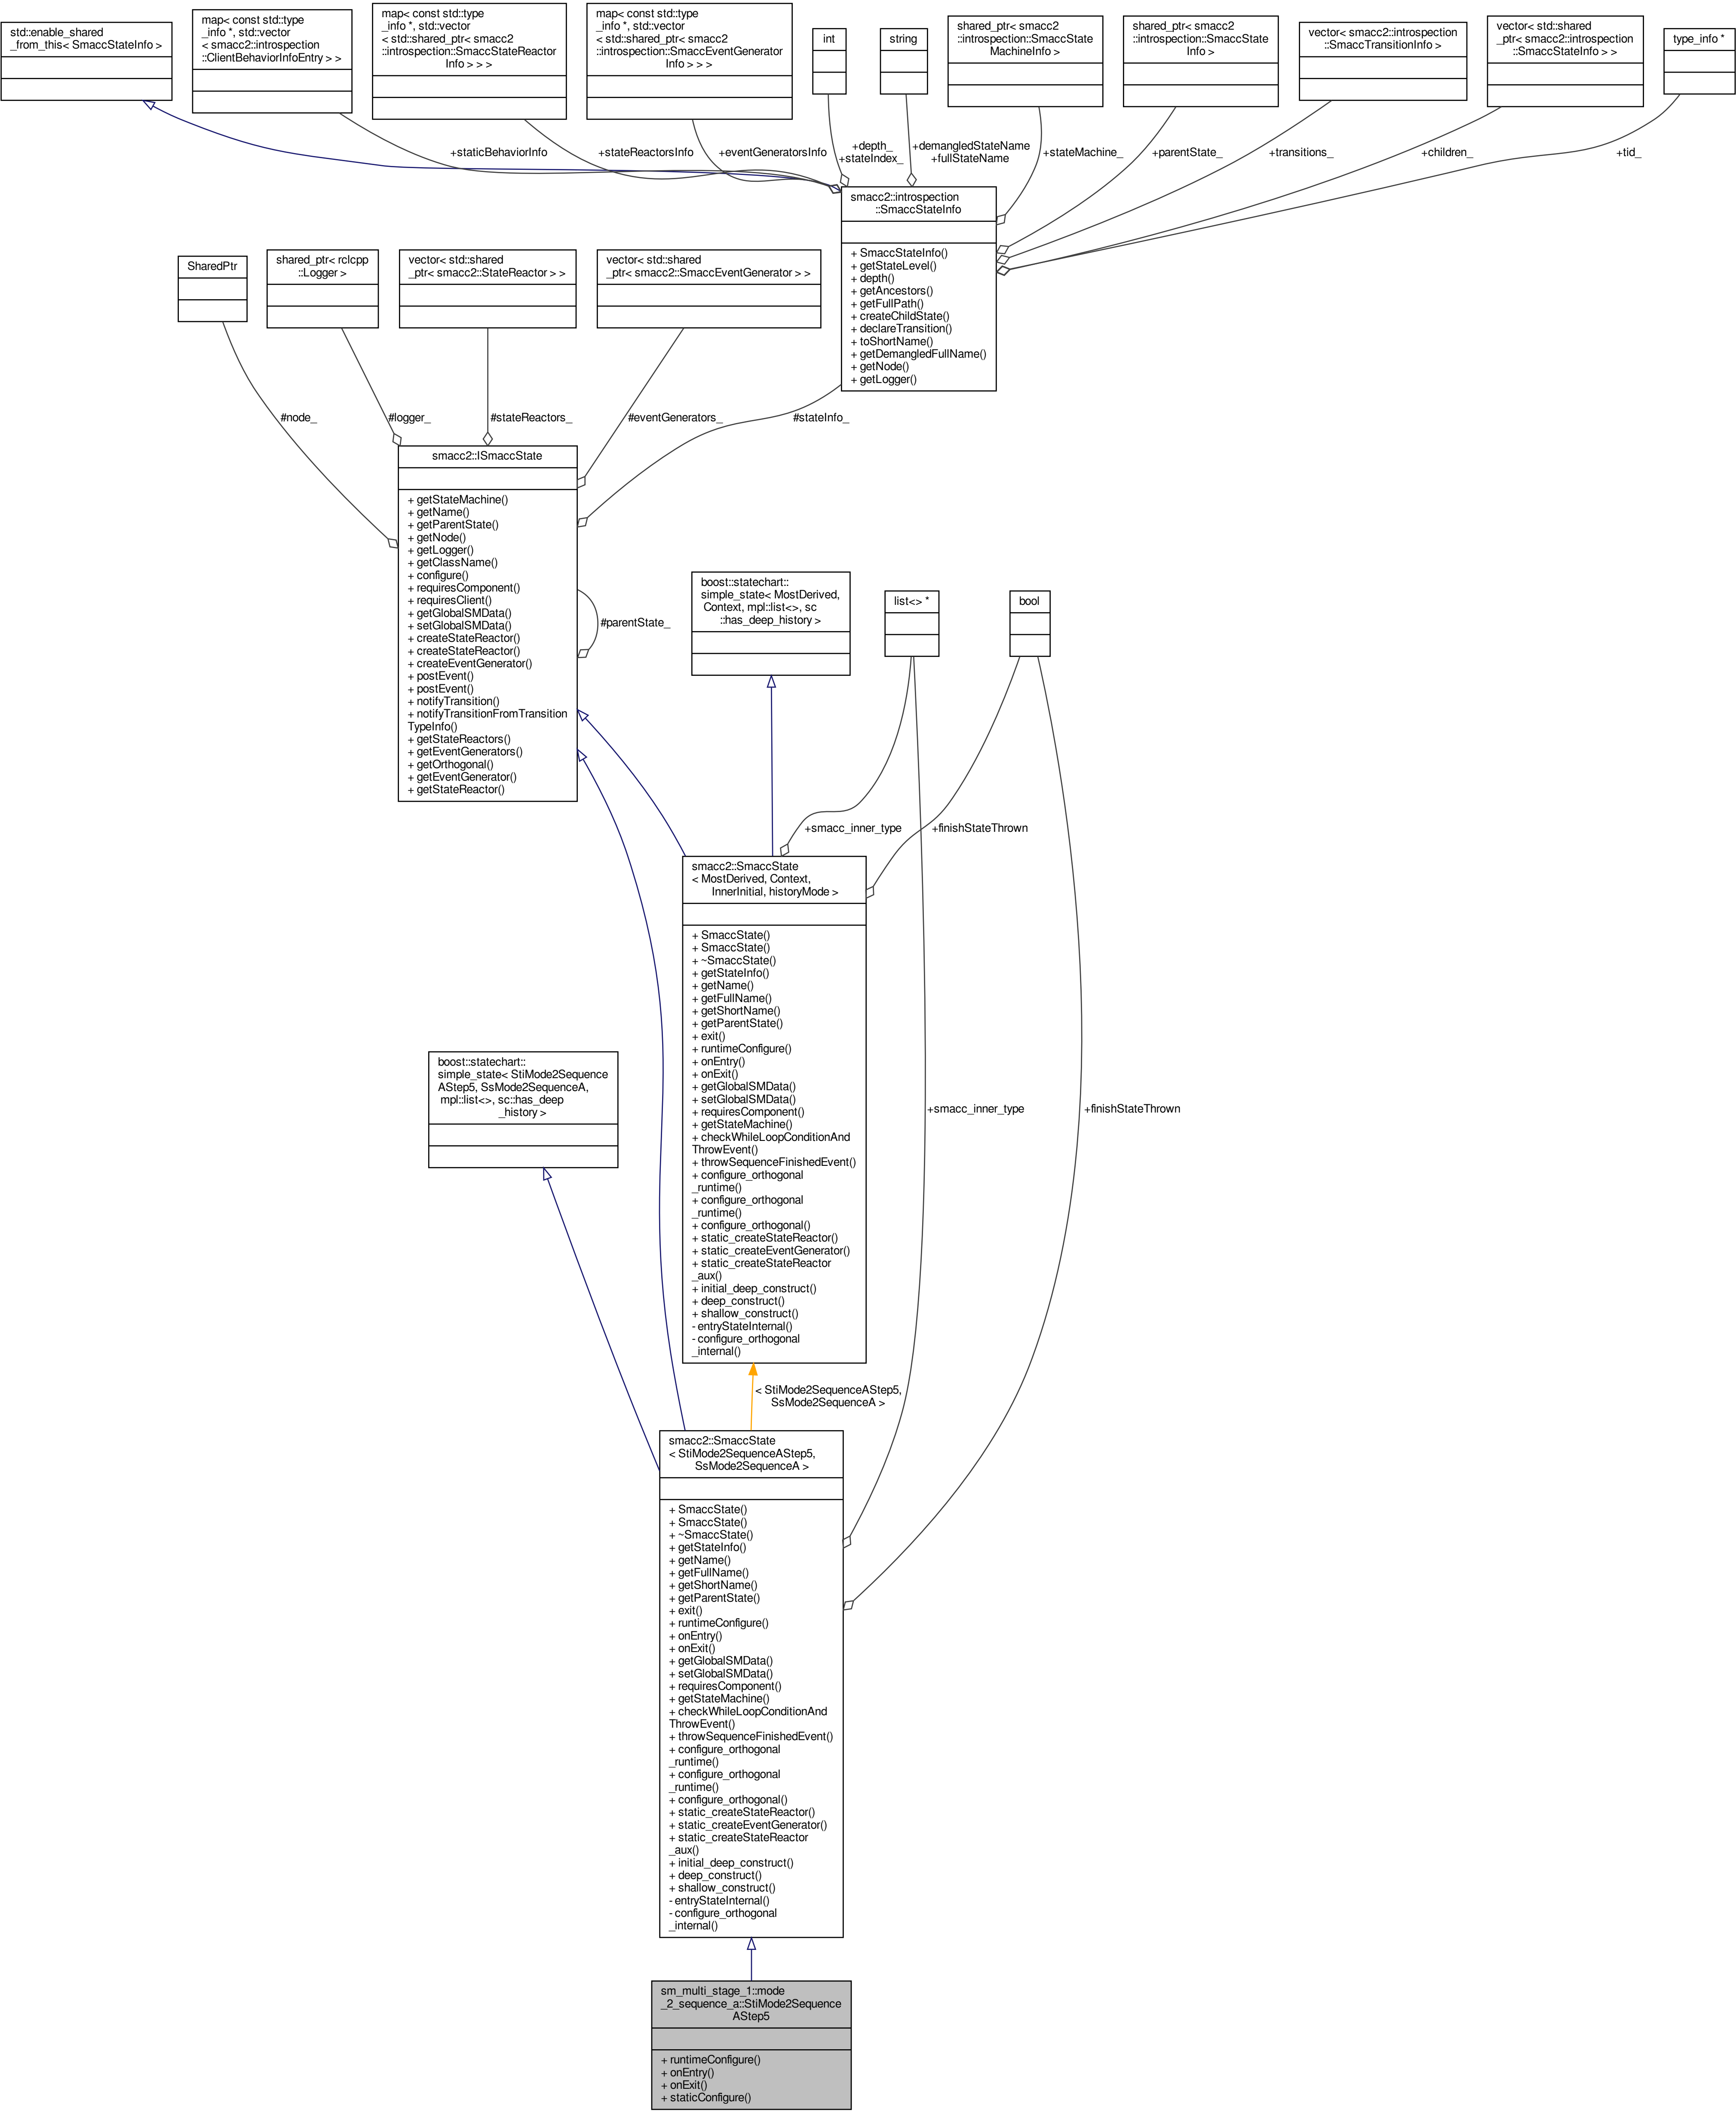 std::enable_shared
_from_this< SmaccStateInfo >
map< const std::type
_info *, std::vector
< smacc2::introspection
::ClientBehaviorInfoEntry > >
map< const std::type
_info *, std::vector
< std::shared_ptr< smacc2
::introspection::SmaccStateReactor
Info > > >
map< const std::type
_info *, std::vector
< std::shared_ptr< smacc2
::introspection::SmaccEventGenerator
Info > > >
int
string
shared_ptr< smacc2
::introspection::SmaccState
MachineInfo >
shared_ptr< smacc2
::introspection::SmaccState
Info >
vector< smacc2::introspection
::SmaccTransitionInfo >
vector< std::shared
_ptr< smacc2::introspection
::SmaccStateInfo > >
type_info *
+staticBehaviorInfo
+stateReactorsInfo
+eventGeneratorsInfo
+depth_
+stateIndex_
+demangledStateName
+fullStateName
+stateMachine_
+parentState_
+transitions_
+children_
+tid_
smacc2::introspection
::SmaccStateInfo
+ SmaccStateInfo()
+ getStateLevel()
+ depth()
+ getAncestors()
+ getFullPath()
+ createChildState()
+ declareTransition()
+ toShortName()
+ getDemangledFullName()
+ getNode()
+ getLogger()
SharedPtr
shared_ptr< rclcpp
::Logger >
vector< std::shared
_ptr< smacc2::StateReactor > >
vector< std::shared
_ptr< smacc2::SmaccEventGenerator > >
#node_
#logger_
#stateReactors_
#eventGenerators_
#stateInfo_
smacc2::ISmaccState
+ getStateMachine()
+ getName()
+ getParentState()
+ getNode()
+ getLogger()
+ getClassName()
+ configure()
+ requiresComponent()
+ requiresClient()
+ getGlobalSMData()
+ setGlobalSMData()
+ createStateReactor()
+ createStateReactor()
+ createEventGenerator()
+ postEvent()
+ postEvent()
+ notifyTransition()
+ notifyTransitionFromTransition
TypeInfo()
+ getStateReactors()
+ getEventGenerators()
+ getOrthogonal()
+ getEventGenerator()
+ getStateReactor()
#parentState_
boost::statechart::
simple_state< MostDerived,
Context, mpl::list<>, sc
::has_deep_history >
list<> *
bool
+smacc_inner_type
+finishStateThrown
smacc2::SmaccState
< MostDerived, Context,
InnerInitial, historyMode >
+ SmaccState()
+ SmaccState()
+ ~SmaccState()
+ getStateInfo()
+ getName()
+ getFullName()
+ getShortName()
+ getParentState()
+ exit()
+ runtimeConfigure()
+ onEntry()
+ onExit()
+ getGlobalSMData()
+ setGlobalSMData()
+ requiresComponent()
+ getStateMachine()
+ checkWhileLoopConditionAnd
ThrowEvent()
+ throwSequenceFinishedEvent()
+ configure_orthogonal
_runtime()
+ configure_orthogonal
_runtime()
+ configure_orthogonal()
+ static_createStateReactor()
+ static_createEventGenerator()
+ static_createStateReactor
_aux()
+ initial_deep_construct()
+ deep_construct()
+ shallow_construct()
- entryStateInternal()
- configure_orthogonal
_internal()
boost::statechart::
simple_state< StiMode2Sequence
AStep5, SsMode2SequenceA,
mpl::list<>, sc::has_deep
_history >
+smacc_inner_type
+finishStateThrown
< StiMode2SequenceAStep5,
SsMode2SequenceA >
smacc2::SmaccState
< StiMode2SequenceAStep5,
SsMode2SequenceA >
+ SmaccState()
+ SmaccState()
+ ~SmaccState()
+ getStateInfo()
+ getName()
+ getFullName()
+ getShortName()
+ getParentState()
+ exit()
+ runtimeConfigure()
+ onEntry()
+ onExit()
+ getGlobalSMData()
+ setGlobalSMData()
+ requiresComponent()
+ getStateMachine()
+ checkWhileLoopConditionAnd
ThrowEvent()
+ throwSequenceFinishedEvent()
+ configure_orthogonal
_runtime()
+ configure_orthogonal
_runtime()
+ configure_orthogonal()
+ static_createStateReactor()
+ static_createEventGenerator()
+ static_createStateReactor
_aux()
+ initial_deep_construct()
+ deep_construct()
+ shallow_construct()
- entryStateInternal()
- configure_orthogonal
_internal()
sm_multi_stage_1::mode
_2_sequence_a::StiMode2Sequence
AStep5
+ runtimeConfigure()
+ onEntry()
+ onExit()
+ staticConfigure()